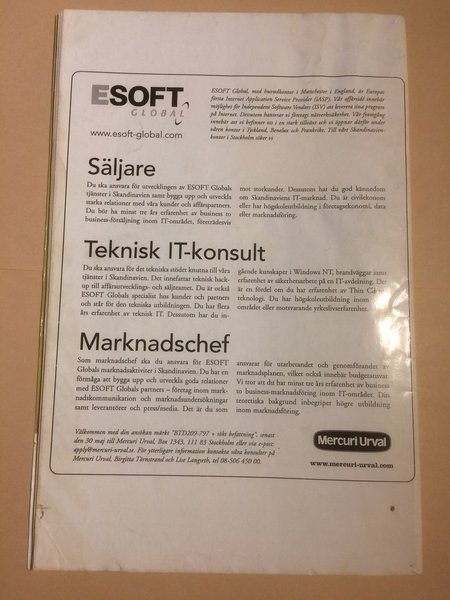 ESOFT
GLOBAL
www.esoft-global.com
ESOFT Global, med huvudkontor i Manchester i England, är Europas
första Internet Application Service Provider (IASP). Vår affärsidé innebär
möjlighet för Independent Software Vendors (ISV) att leverera sina program
på Internet. Dessutom hanterar vi företags nätverkssäkerhet. Vår framgång
innebär att vi befinner oss i en stark tillväxt och vi öppnar därför under
våren kontor i Tyskland, Benelux och Frankrike. Till vårt Skandinavien-
kontor i Stockholm söker vi
Säljare
Du ska ansvara för utvecklingen av ESOFT Globals
tjänster i Skandinavien samt bygga upp och utveckla
starka relationer med våra kunder och affärspartners.
Du bör ha minst tre års erfarenhet av business to
business-försäljning inom IT-området, företrädesvis
mot storkunder. Dessutom har du god kännedom
om Skandinaviens IT-marknad. Du är civilekonom
eller har högskoleutbildning i företagsekonomi, data
eller marknadsföring.
Teknisk IT-konsult
Du ska ansvara för det tekniska stödet knutna till våra
tjänster i Skandinavien. Det innefattar teknisk back-
up till affärsutvecklings- och säljteamet. Du är också
ESOFT Globals specialist hos kunder och partners
och står för den tekniska utbildningen. Du har flera
års erfarenhet av teknisk IT. Dessutom har du in-
gående kunskaper i Windows NT, brandväggar samt
erfarenhet av säkerhetsarbete på en IT-avdelning. Det
är en fördel om du har erfarenhet av Thin Client
teknologi. Du har högskoleutbildning inom
området eller motsvarande yrkeslivserfarenhet.
Marknadschef
Som marknadschef ska du ansvara för ESOFT
Globals marknadsaktiviteter i Skandinavien. Du har en
förmåga att bygga upp och utveckla goda relationer
med ESOFT Globals partners – företag inom mark-
nadskommunikation och marknadsundersökningar
samt leverantörer och press/media. Det är du som
ansvarar för utarbetandet och genomförandet av
marknadsplanen, vilket också innebär budgetansvar.
Vi tror att du har minst tre års erfarenhet av business
to business-marknadsföring inom IT-området. Din
teoretiska bakgrund inbegriper högre utbildning
inom marknadsföring.
Välkommen med din ansökan märkt "BTD209-797 + sökt befattning", senast
den 30 maj till Mercuri Urval, Box 1343, 111 83 Stockholm eller via e-post:
apply@mercuri-urval.se. För ytterligare information kontakta våra konsulter på
Mercuri Urval, Birgitta Törnstrand och Lise Langseth, tel 08-506 450 00.
Mercuri Urval
www.mercuri-urval.com